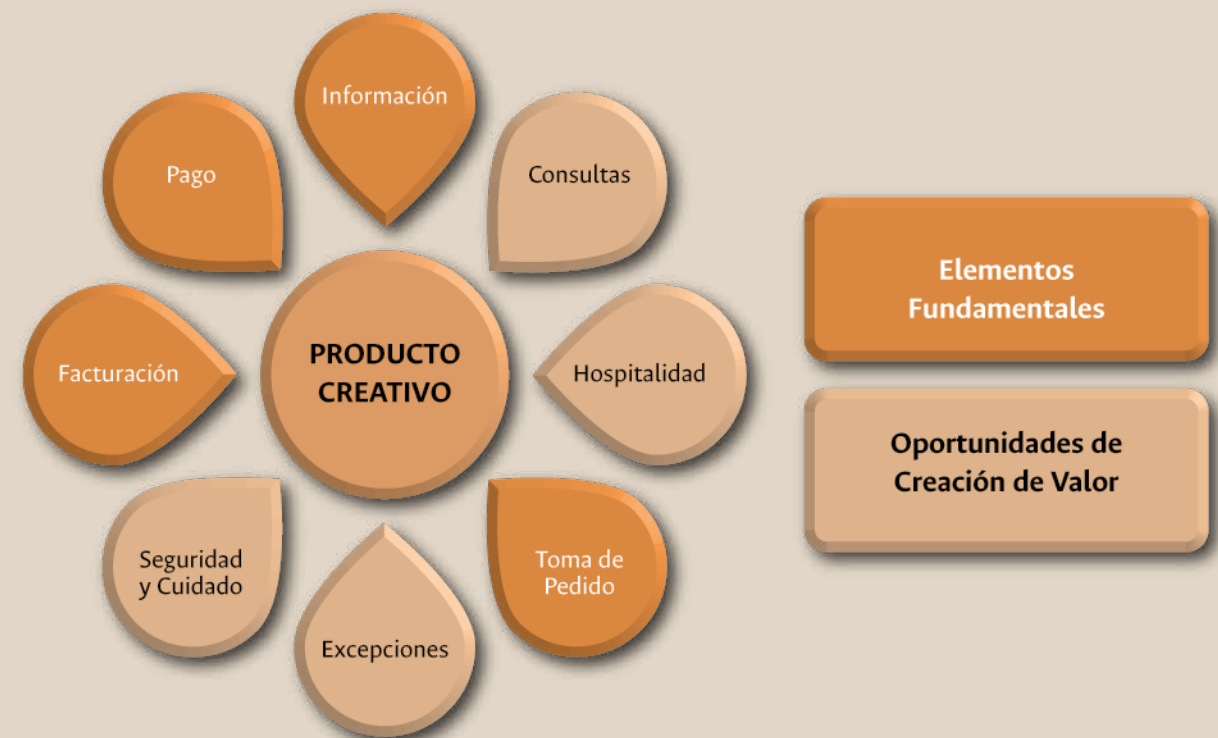 Información
Consultas
Pago
Hospitalidad
PRODUCTO
CREATIVO
Facturación
Toma de
Pedido
Excepciones
Seguridad
y Cuidado
Elementos
Fundamentales
Oportunidades de
Creación de Valor